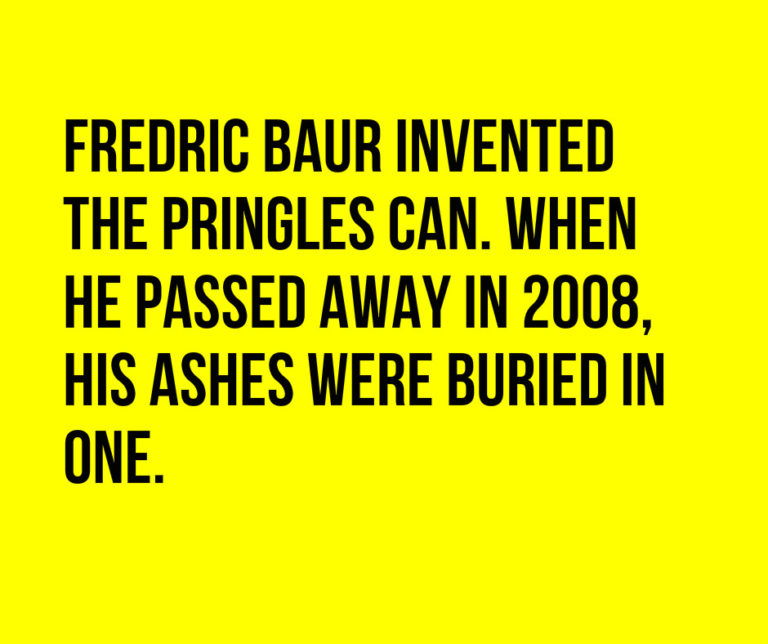 FREDRIC BAUR INVENTED
THE PRINGLES CAN. WHEN
HE PASSED AWAY IN 2008,
HIS ASHES WERE BURIED IN
ONE.